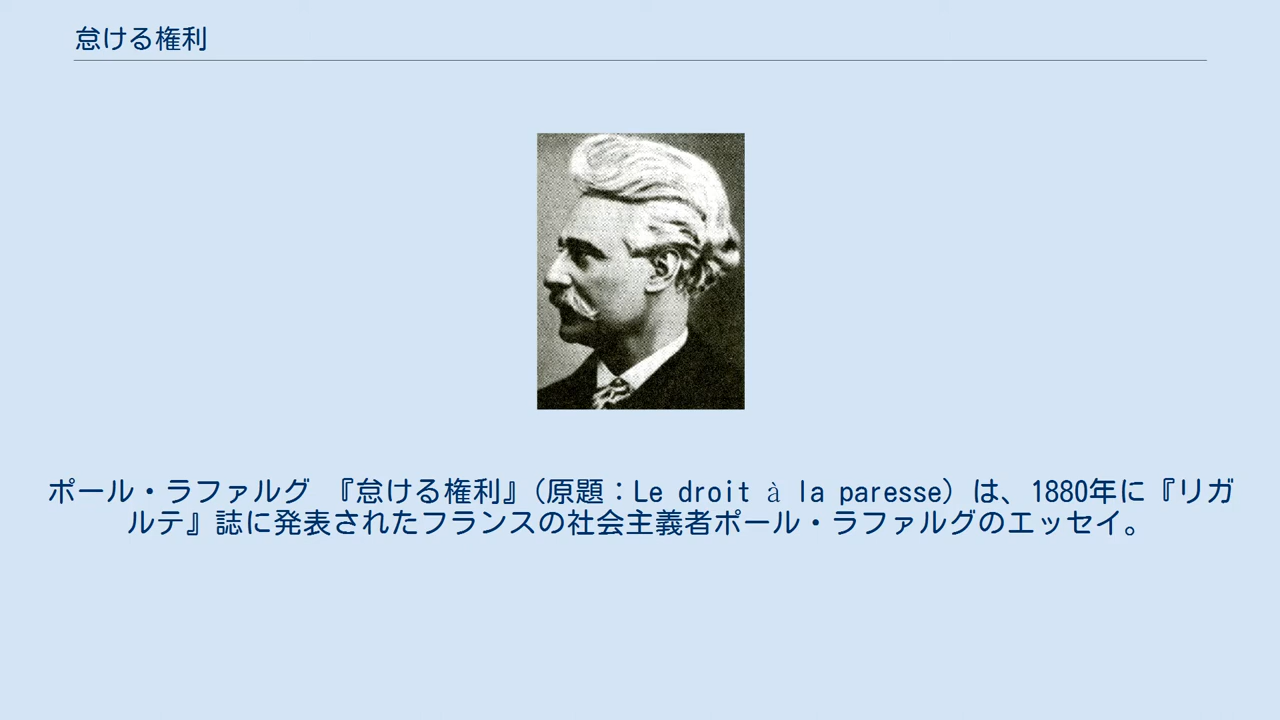 怠ける権利
ポール・ラファルグ　『怠ける権利』（原題：Le droit à la paresse）は、1880年に『リガ
ルテ』誌に発表されたフランスの社会主義者ポール・ラファルグのエッセイ。